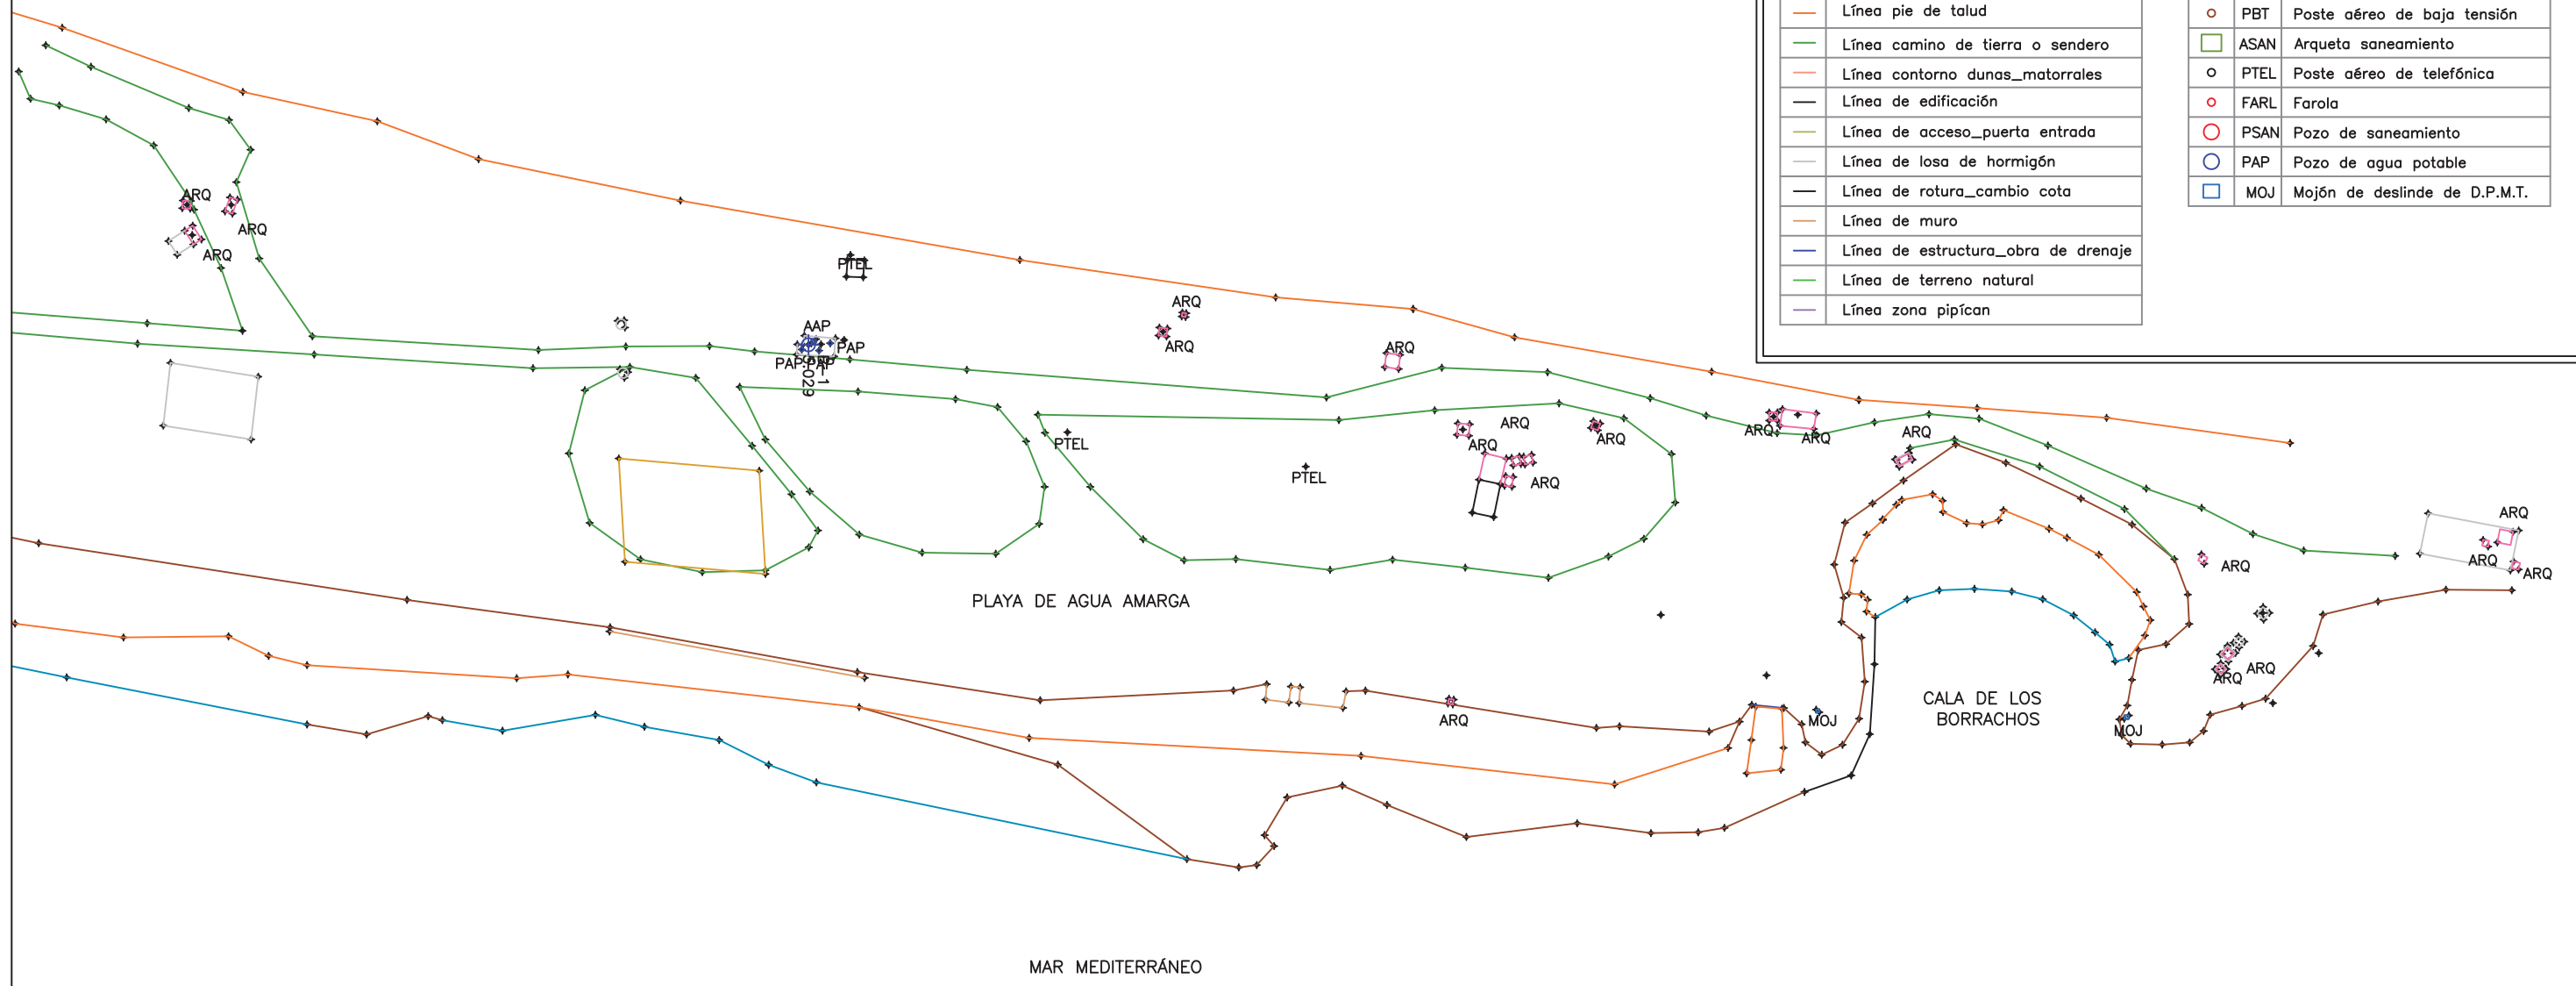 Línea pie de talud
Línea camino de tierra o sendero
Línea contorno dunas_matorrales
Línea de edificación
Línea de acceso_puerta entrada
Línea de losa de hormigón
Línea de rotura_cambio cota
Línea de muro
Línea de estructura_obra de drenaje
Línea de terreno natural
Línea zona pipícan
PBT Poste aéreo de baja tensión
ASAN Arqueta saneamiento
PTEL Poste aéreo de telefónica
FARL Farola
PSAN Pozo de saneamiento
PAP Pozo de agua potable
MOJ Mojón de deslinde de D.P.M.T.
ARQ
ARQ
ARQ
PTEL
ARQ
AAP
PAP
ARQ
ARQ
PAP
PAP
PTEL
ARQ
ARQ
ARQ
ARQ
ARQ
ARQ
PTEL
ARQ
ARQ
ARQ
ARQ
ARQ
PLAYA DE AGUA AMARGA
ARQ
ARQ
ARQ
MOJ
MOJ
CALA DE LOS
BORRACHOS
MAR MEDITERRÁNEO